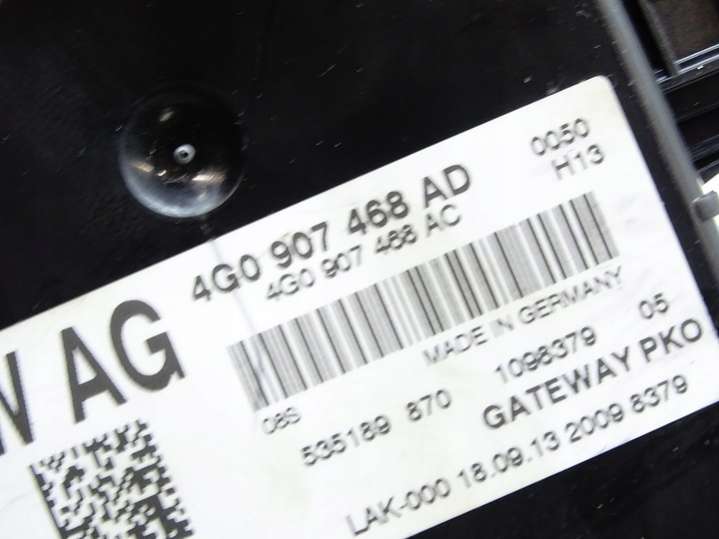 4G0 907 468 AD
0050
4G0 907 468 AC
H13
W AG
MADE IN GERMANY
08S
535189 870
1098379
05
GATEWAY PKO
LAK-000 18.09.13 2009 8379